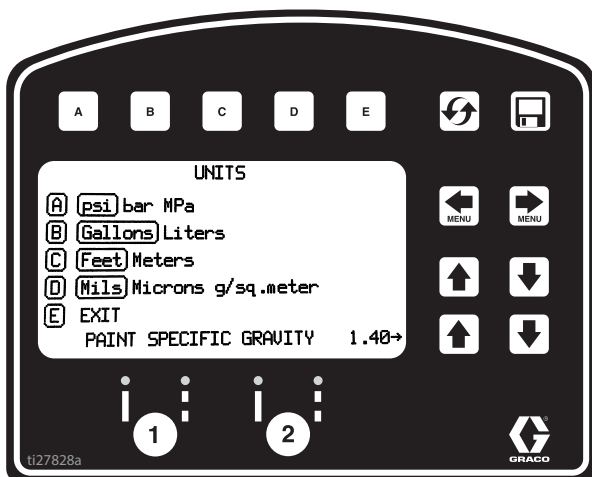 A B C D E
UNITS
A psi bar MPa
B Gallons Liters
C Feet Meters
D Mils Microns g/sq.meter
E EXIT
PAINT SPECIFIC GRAVITY 1.40→
MENU MENU
1 2
ti27828a
GRACO